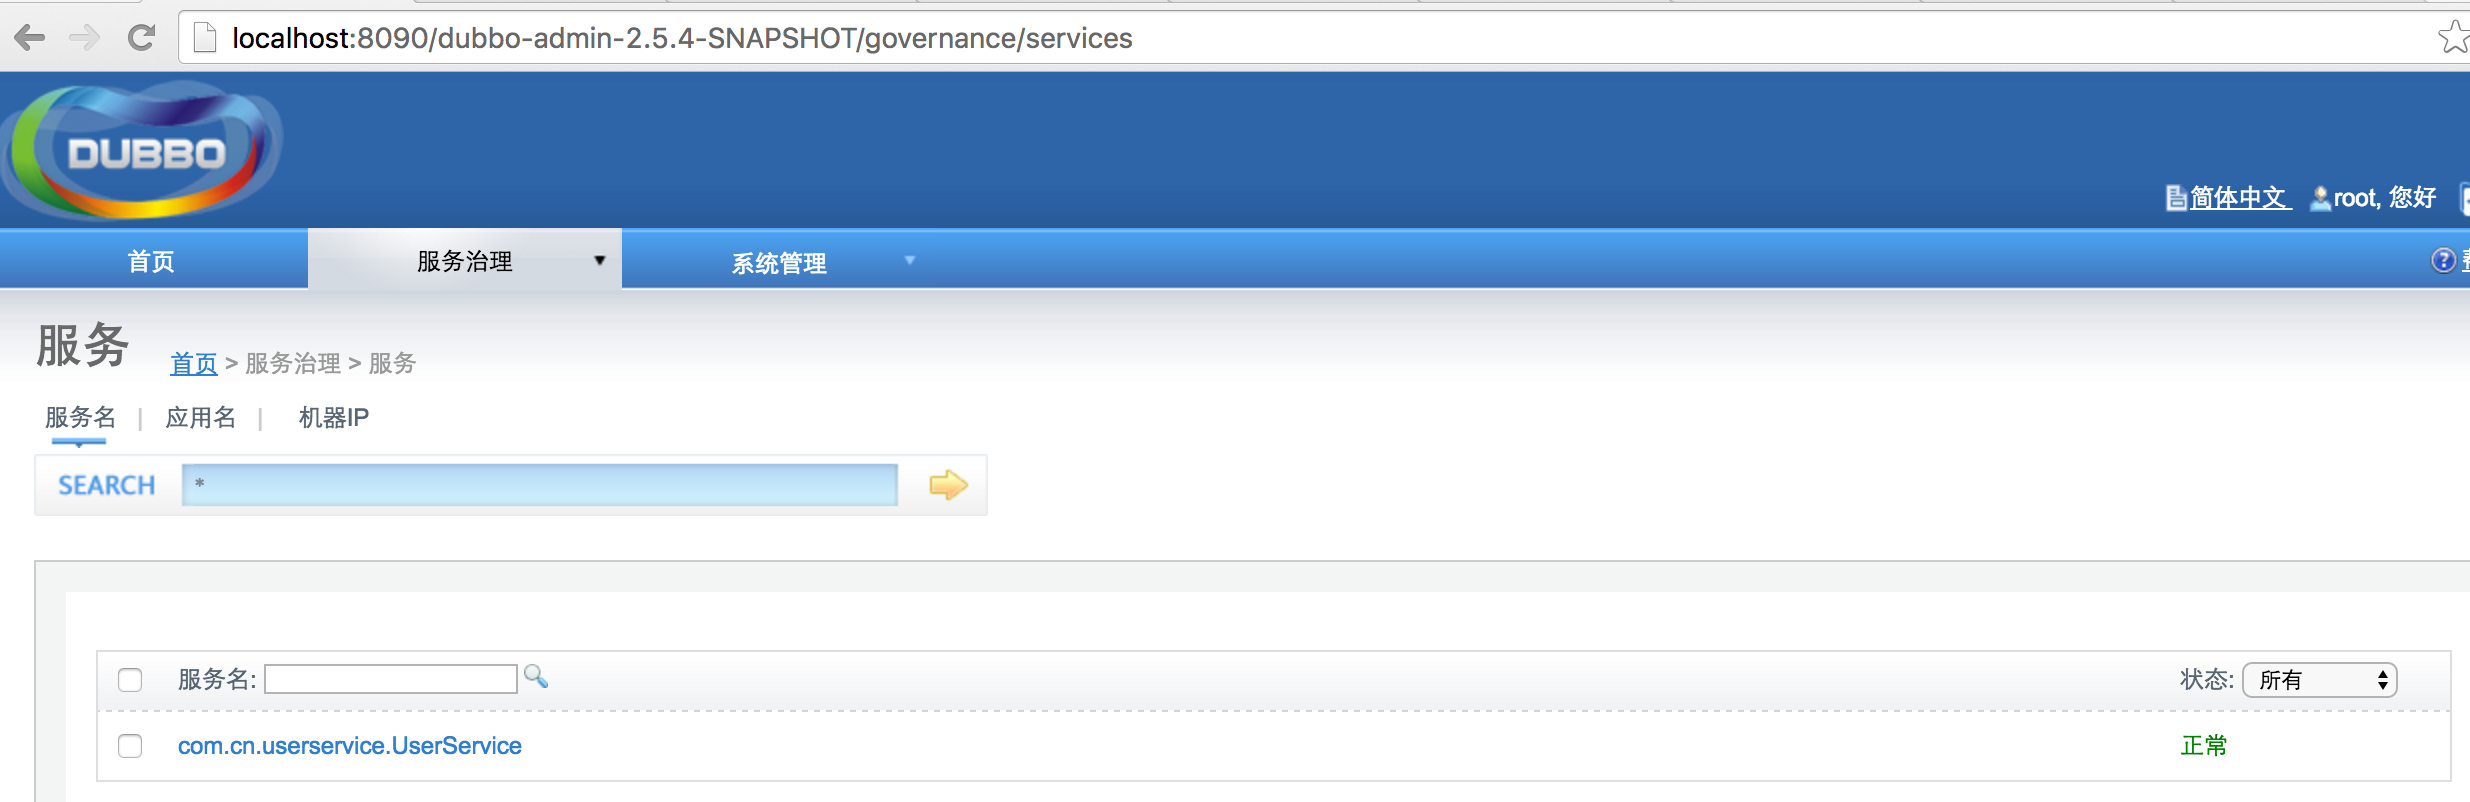 localhost:8090/dubbo-admin-2.5.4-SNAPSHOT/governance/services
DUBBO
简体中文 root, 您好
首页 服务治理 系统管理
服务 首页 > 服务治理 > 服务
服务名 | 应用名 | 机器IP
SEARCH *
服务名: 状态: 所有
com.cn.userservice.UserService 正常